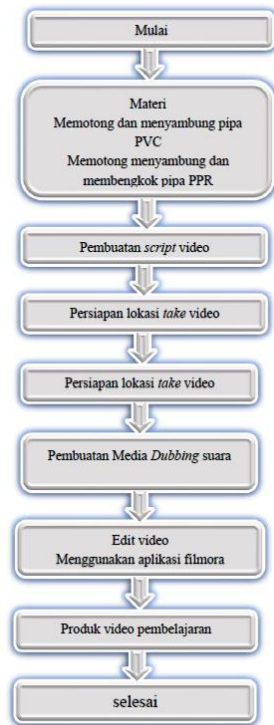 Mulai
Materi
Memotong dan menyambung pipa
PVC
Memotong menyambung dan
membengkok pipa PPR
Pembuatan script video
Persiapan lokasi take video
Persiapan lokasi take video
Pembuatan Media Dubbing suara
Edit video
Menggunakan aplikasi filmora
Produk video pembelajaran
selesai